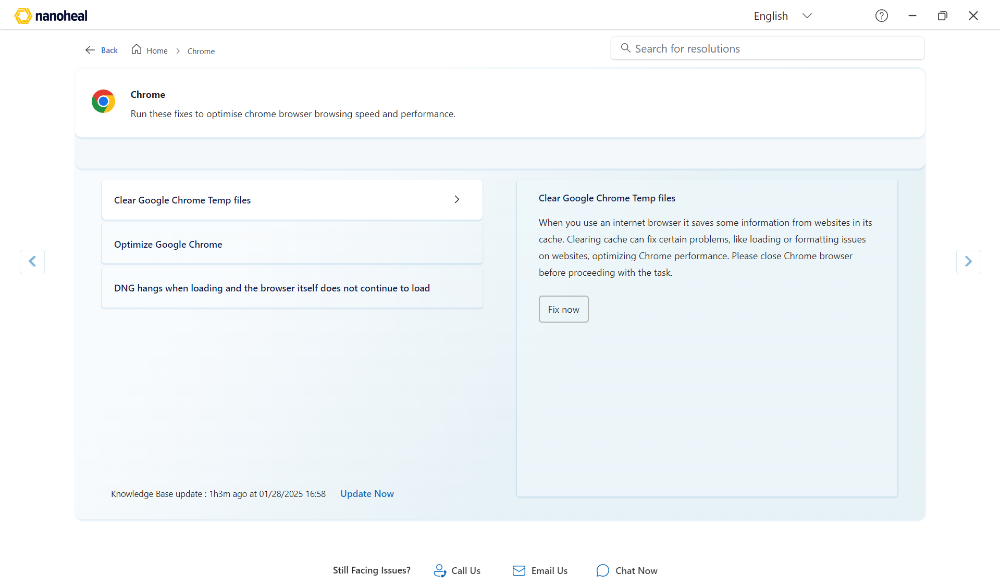 nanoheal
English
Back
Home
Chrome
Search for resolutions
Chrome
Run these fixes to optimise chrome browser browsing speed and performance.
Clear Google Chrome Temp files
Optimize Google Chrome
DNG hangs when loading and the browser itself does not continue to load
Clear Google Chrome Temp files
When you use an internet browser it saves some information from websites in its
cache. Clearing cache can fix certain problems, like loading or formatting issues
on websites, optimizing Chrome performance. Please close Chrome browser
before proceeding with the task.
Fix now
Knowledge Base update : 1h3m ago at 01/28/2025 16:58 Update Now
Still Facing Issues? Call Us Email Us Chat Now